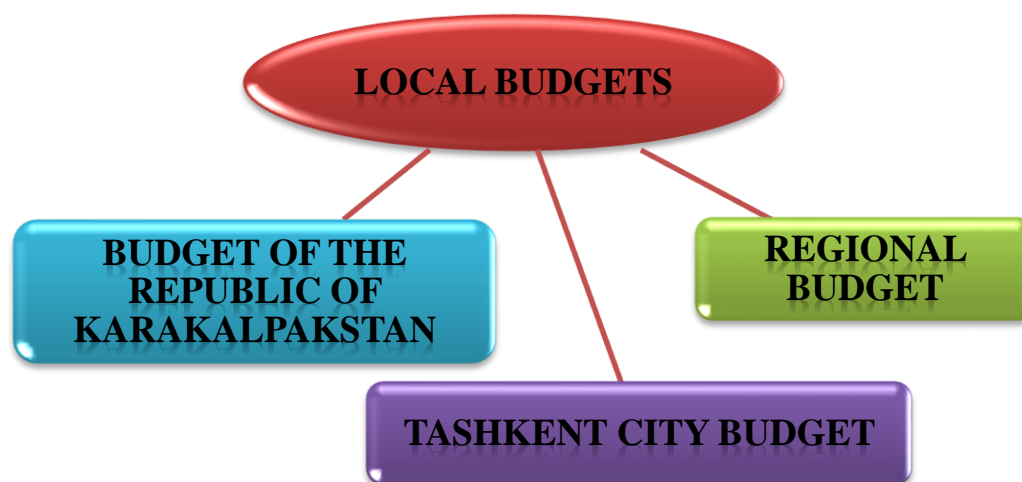 LOCAL BUDGETS
BUDGET OF THE
REPUBLIC OF
KARAKALPAKSTAN
REGIONAL
BUDGET
TASHKENT CITY BUDGET